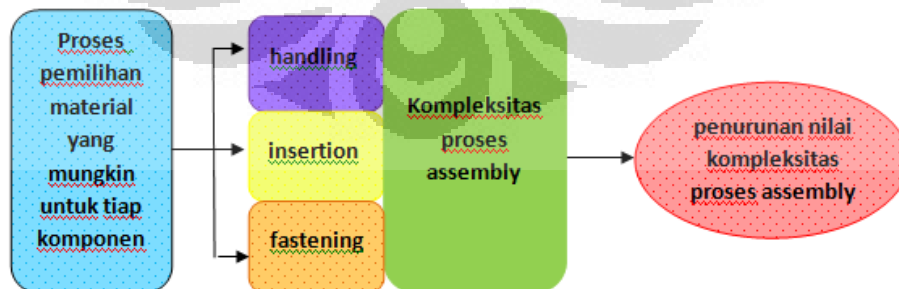 Proses
pemilihan
material
yang
mungkin
untuk tiap
komponen
handling
insertion
fastening
Kompleksitas
proses
assembly
penurunan nilai
kompleksitas
proses assembly